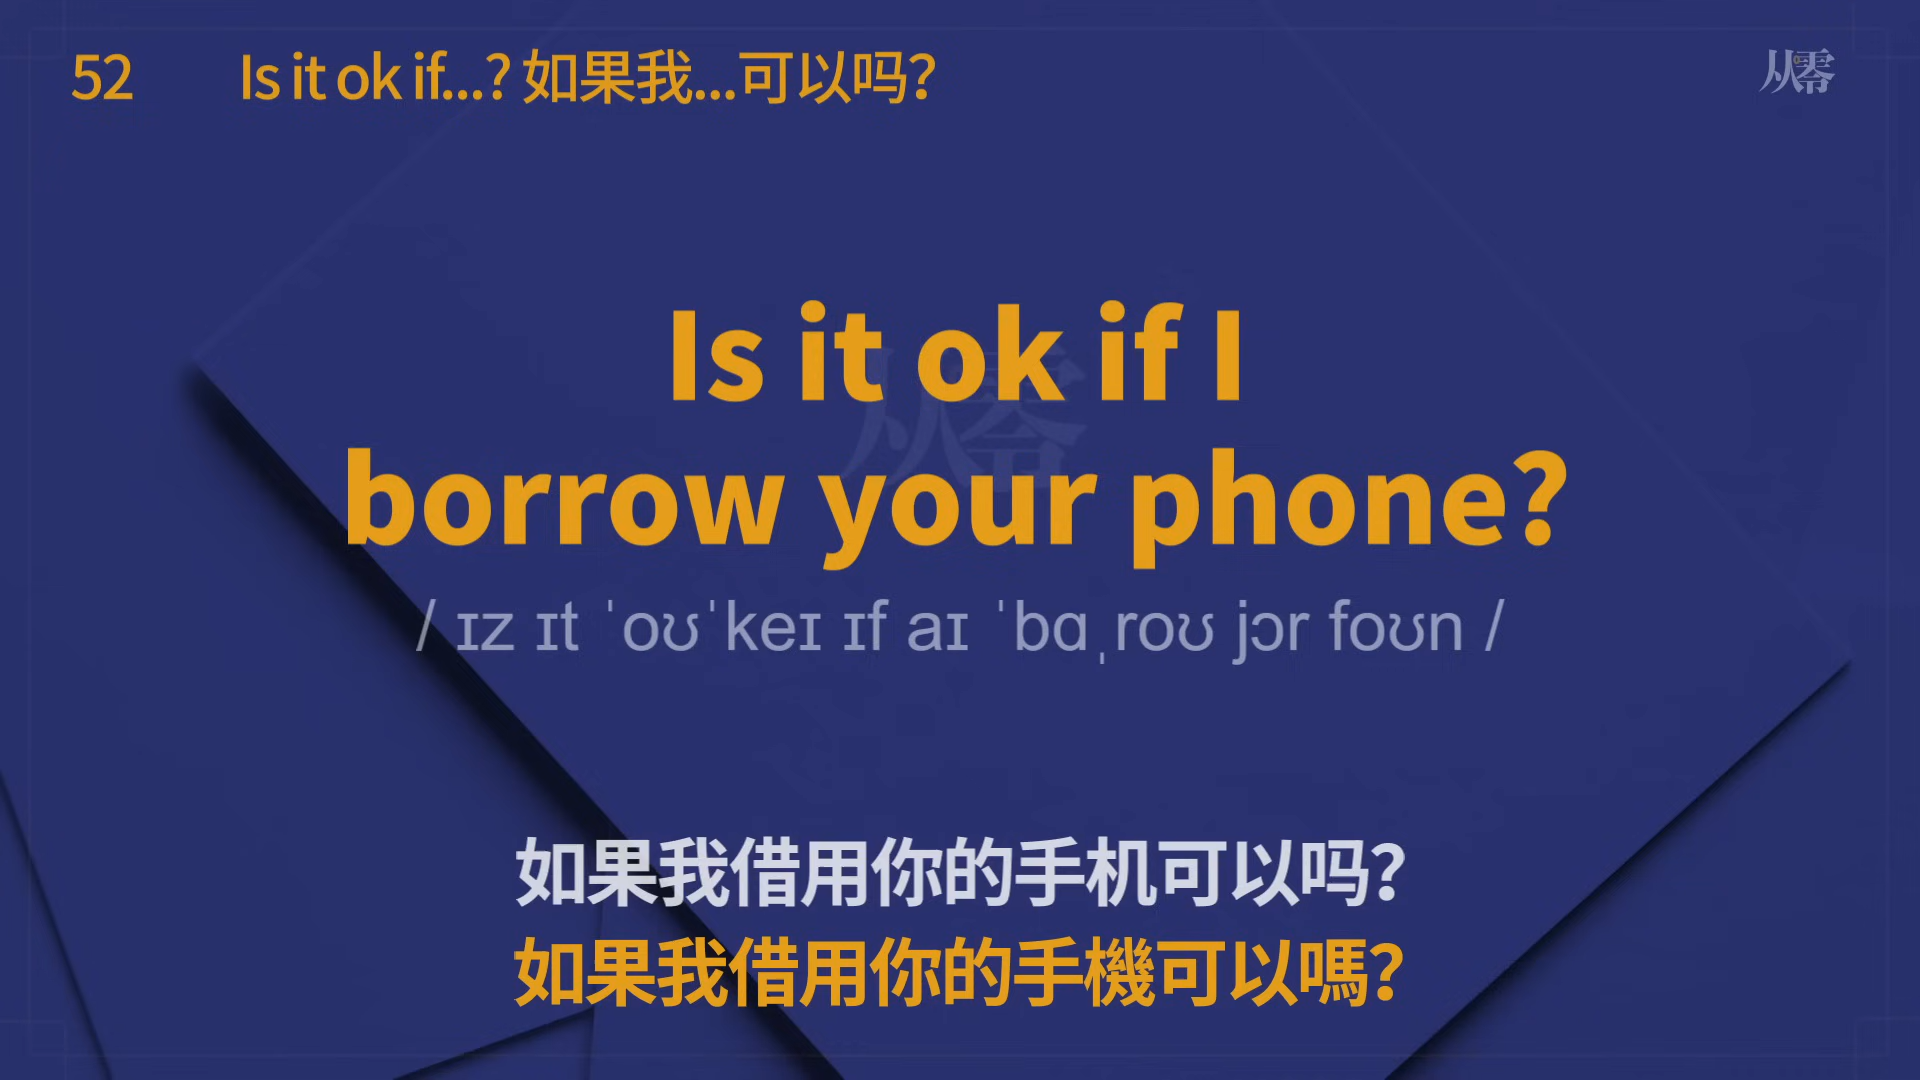 52 Is it ok if...? 如果我...可以吗?
从零
Is it ok if I
borrow your phone?
/ ɪz ɪt ˈoʊˈkeɪ ɪf aɪ ˈbɑˌroʊ jɔr foʊn /
如果我借用你的手机可以吗?
如果我借用你的手機可以嗎?